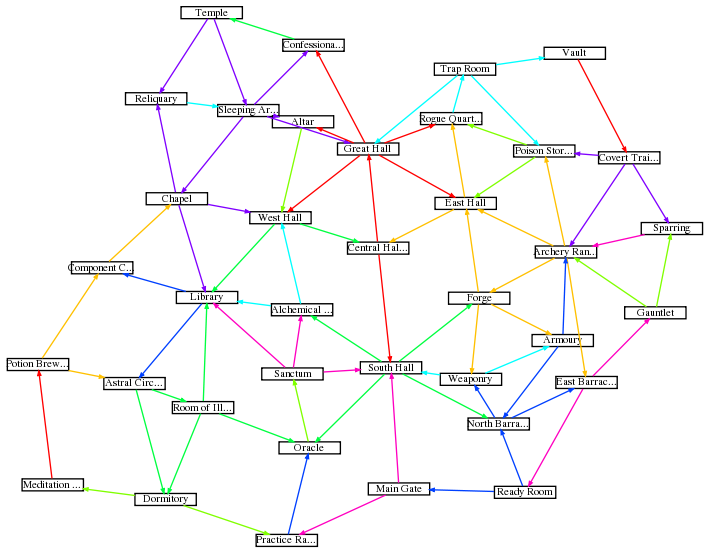 Temple
Confessiona...
Vault
Trap Room
Reliquary
Sleeping Ar...
Altar
Rogue Quart...
Great Hall
Poison Stor...
Covert Trai...
Chapel
West Hall
East Hall
Sparring
Central Hal...
Archery Ran...
Component C...
Library
Alchemical ...
Forge
Gauntlet
Armoury
Potion Brew...
Astral Circ...
Sanctum
South Hall
Weaponry
East Barrac...
Room of Ill...
North Barra...
Oracle
Meditation ...
Dormitory
Main Gate
Ready Room
Practice Ra...